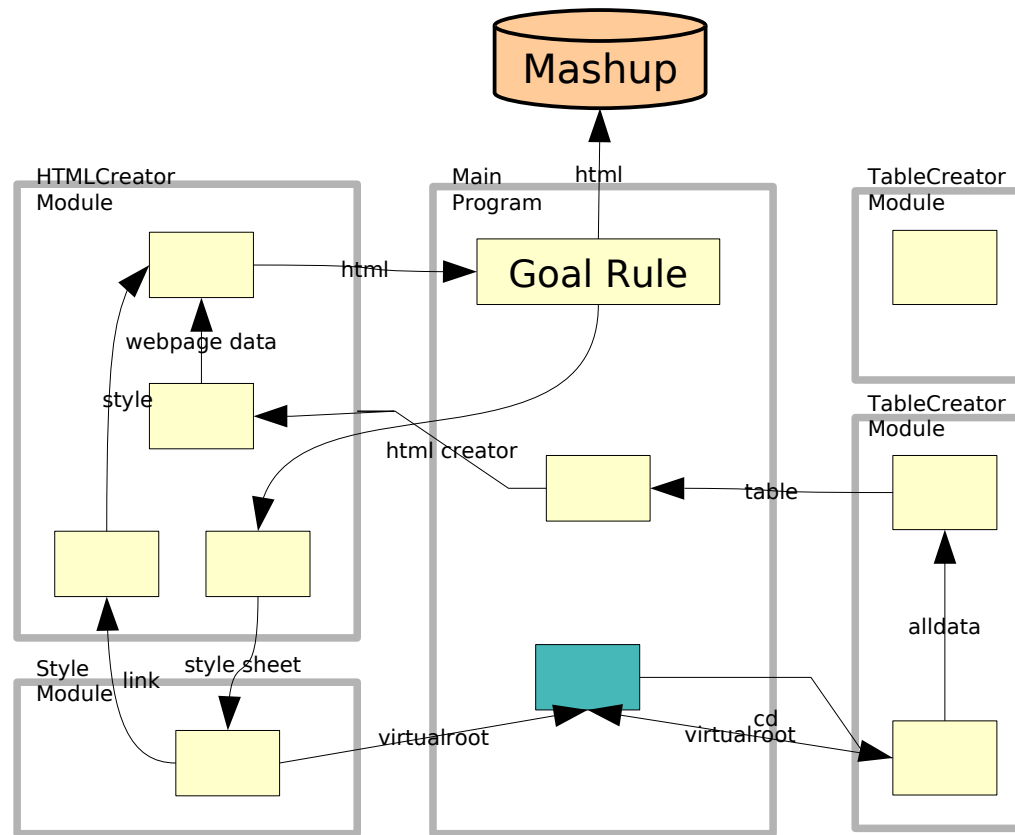 Mashup
HTMLCreator
Module
Main
Program
html
TableCreator
Module
html
Goal Rule
webpage data
style
TableCreator
Module
html creator
table
alldata
Style
Module
link
style sheet
cd
virtualroot
virtualroot